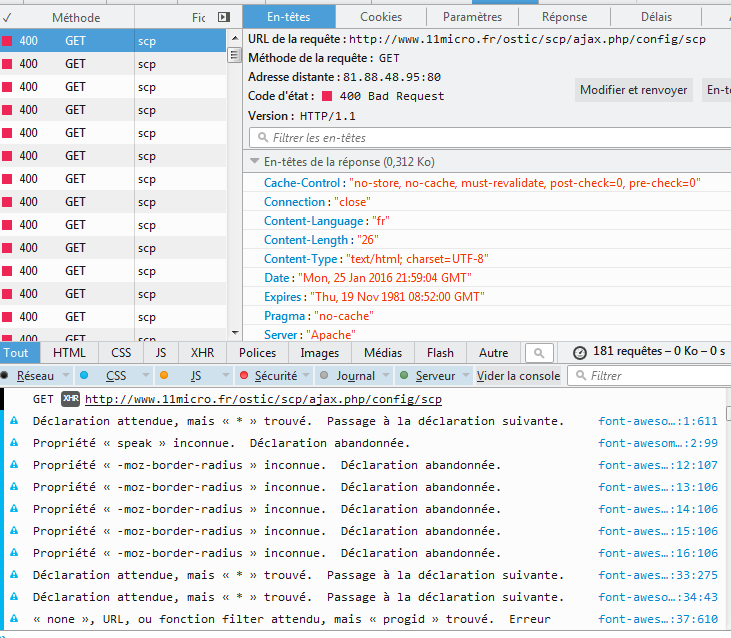 ✓ Méthode Fic
400 GET scp
400 GET scp
400 GET scp
400 GET scp
400 GET scp
400 GET scp
400 GET scp
400 GET scp
400 GET scp
400 GET scp
400 GET scp
400 GET scp
400 GET scp
400 GET scp
En-têtes Cookies Paramètres Réponse Délais
URL de la requête : http://www.11micro.fr/ostic/scp/ajax.php/config/scp
Méthode de la requête : GET
Adresse distante : 81.88.48.95:80
Code d'état : 400 Bad Request
Modifier et renvoyer En-tê
Version : HTTP/1.1
Filtrer les en-têtes
En-têtes de la réponse (0,312 Ko)
Cache-Control : "no-store, no-cache, must-revalidate, post-check=0, pre-check=0"
Connection : "close"
Content-Language : "fr"
Content-Length : "26"
Content-Type : "text/html; charset=UTF-8"
Date : "Mon, 25 Jan 2016 21:59:04 GMT"
Expires : "Thu, 19 Nov 1981 08:52:00 GMT"
Pragma : "no-cache"
Server : "Apache"
Tout HTML CSS JS XHR Polices Images Médias Flash Autre 181 requêtes – 0 Ko – 0 s
Réseau CSS JS Sécurité Journal Serveur Vider la console Filtrer
GET XHR http://www.11micro.fr/ostic/scp/ajax.php/config/scp
Déclaration attendue, mais « * » trouvé. Passage à la déclaration suivante. font-aweso…:1:611
Propriété « speak » inconnue. Déclaration abandonnée. font-awesom…:2:99
Propriété « -moz-border-radius » inconnue. Déclaration abandonnée. font-awes…:12:107
Propriété « -moz-border-radius » inconnue. Déclaration abandonnée. font-awes…:13:106
Propriété « -moz-border-radius » inconnue. Déclaration abandonnée. font-awes…:14:106
Propriété « -moz-border-radius » inconnue. Déclaration abandonnée. font-awes…:15:106
Propriété « -moz-border-radius » inconnue. Déclaration abandonnée. font-awes…:16:106
Déclaration attendue, mais « * » trouvé. Passage à la déclaration suivante. font-awes…:33:275
Déclaration attendue, mais « * » trouvé. Passage à la déclaration suivante. font-aweso…:34:43
« none », URL, ou fonction filter attendu, mais « progid » trouvé. Erreur font-awes…:37:610